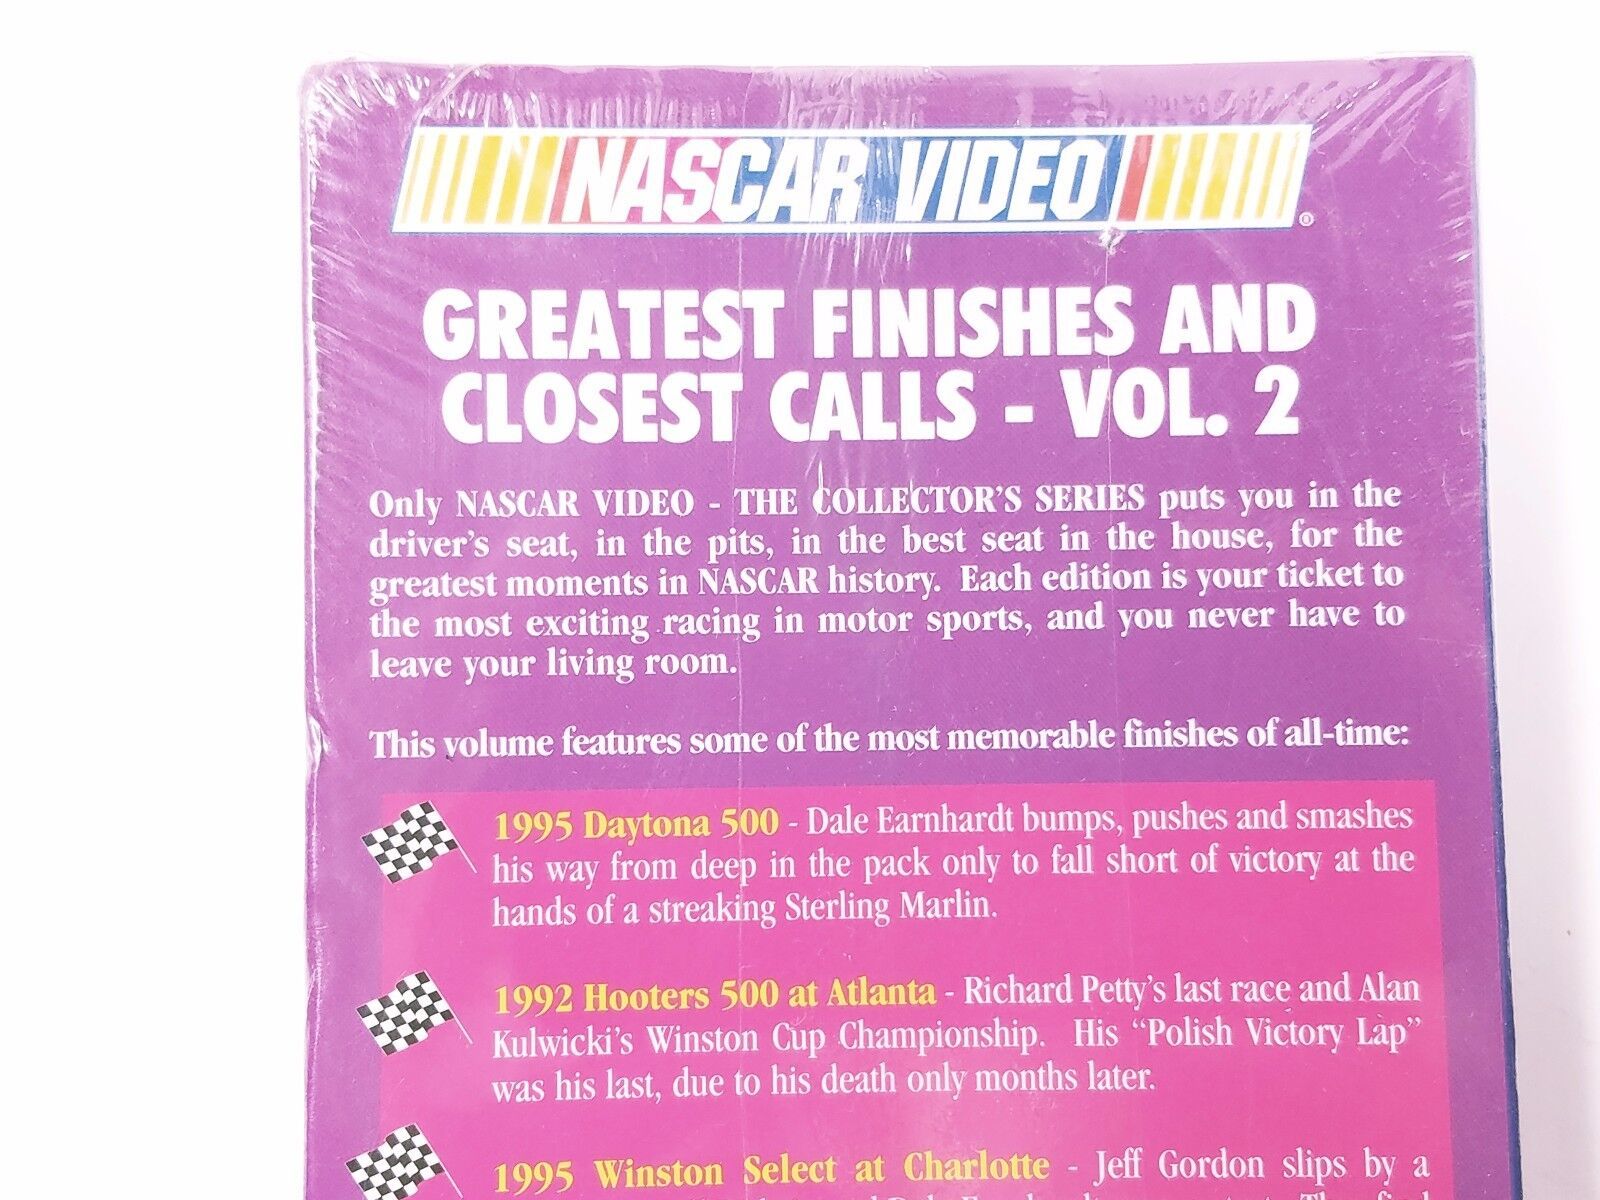 NASCAR VIDEO ®
GREATEST FINISHES AND
CLOSEST CALLS - VOL. 2
Only NASCAR VIDEO - THE COLLECTOR'S SERIES puts you in the
driver's seat, in the pits, in the best seat in the house, for the
greatest moments in NASCAR history. Each edition is your ticket to
the most exciting racing in motor sports, and you never have to
leave your living room.
This volume features some of the most memorable finishes of all-time:
1995 Daytona 500 - Dale Earnhardt bumps, pushes and smashes
his way from deep in the pack only to fall short of victory at the
hands of a streaking Sterling Marlin.
1992 Hooters 500 at Atlanta - Richard Petty's last race and Alan
Kulwicki's Winston Cup Championship. His "Polish Victory Lap"
was his last, due to his death only months later.
1995 Winston Select at Charlotte - Jeff Gordon slips by a